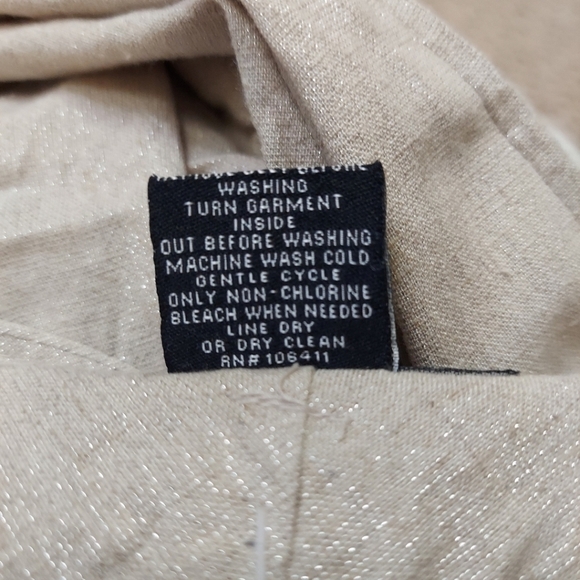 BEFORE
WASHING
TURN GARMENT
INSIDE
OUT BEFORE WASHING
MACHINE WASH COLD
GENTLE CYCLE
ONLY NON-CHLORINE
BLEACH WHEN NEEDED
LINE DRY
OR DRY CLEAN
RN# 106411